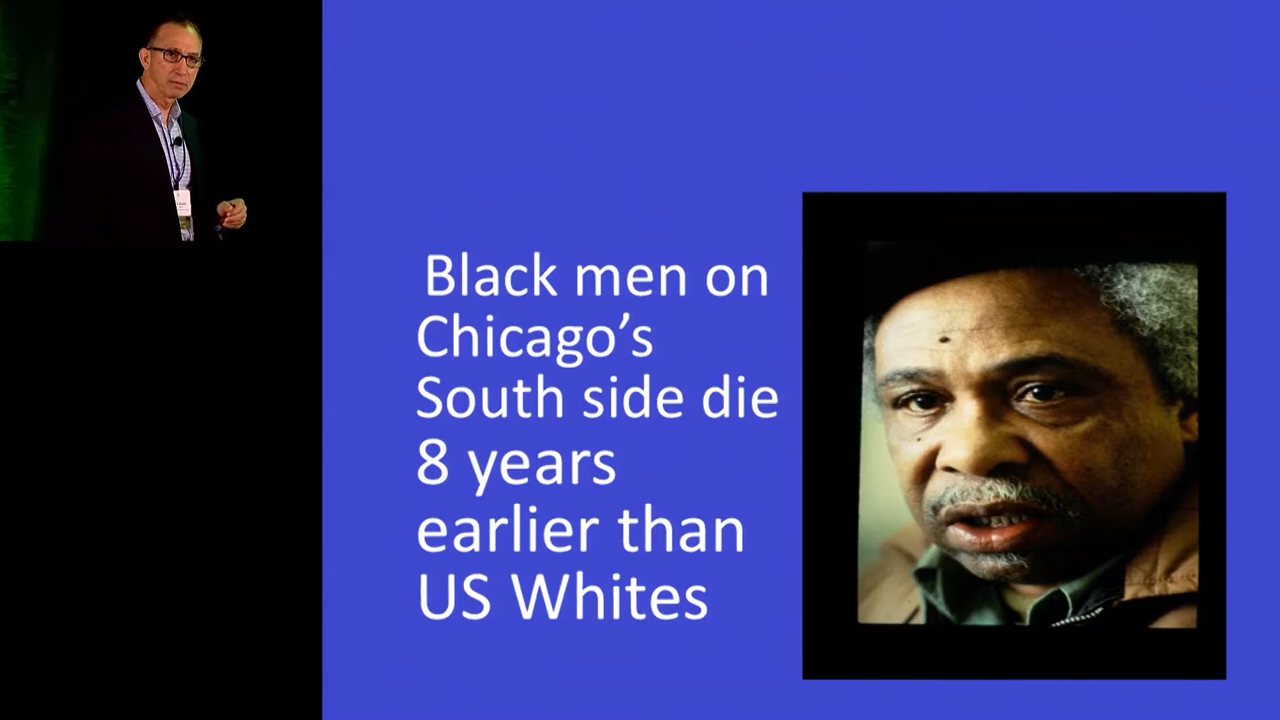 Black men on
Chicago’s
South side die
8 years
earlier than
US Whites